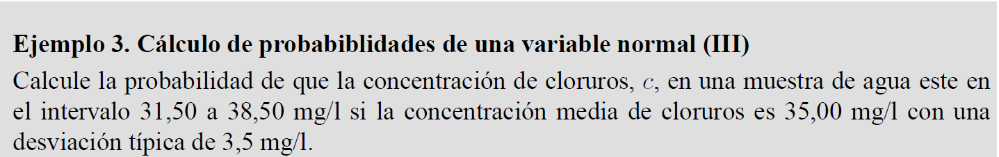 Ejemplo 3. Cálculo de probabiblidades de una variable normal (III)
Calcule la probabilidad de que la concentración de cloruros, c, en una muestra de agua este en
el intervalo 31,50 a 38,50 mg/l si la concentración media de cloruros es 35,00 mg/l con una
desviación típica de 3,5 mg/l.